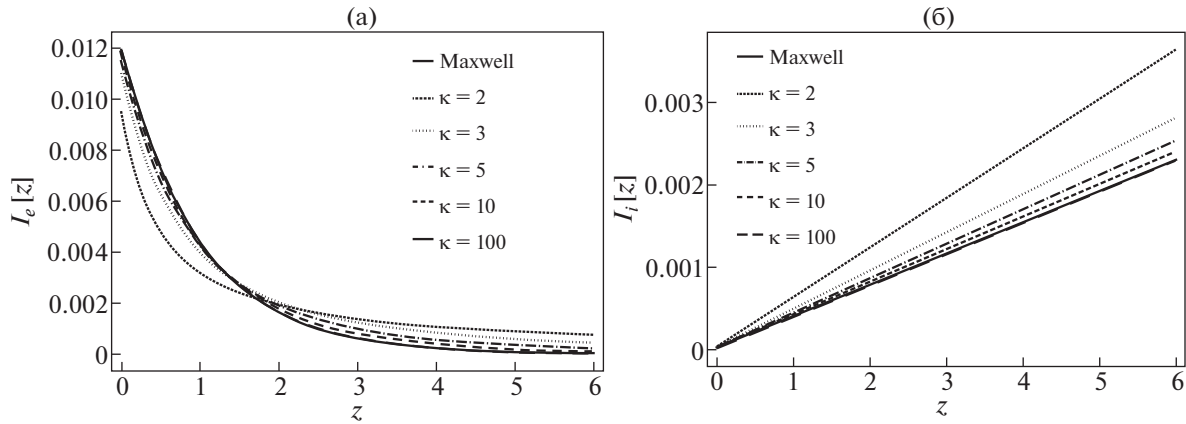 (а)
0.012
0.010
0.008
0.006
0.004
0.002
0
I_e [z]
Maxwell
κ = 2
κ = 3
κ = 5
κ = 10
κ = 100
0 1 2 3 4 5 6
z
(б)
0.003
0.002
0.001
0
I_i [z]
Maxwell
κ = 2
κ = 3
κ = 5
κ = 10
κ = 100
0 1 2 3 4 5 6
z